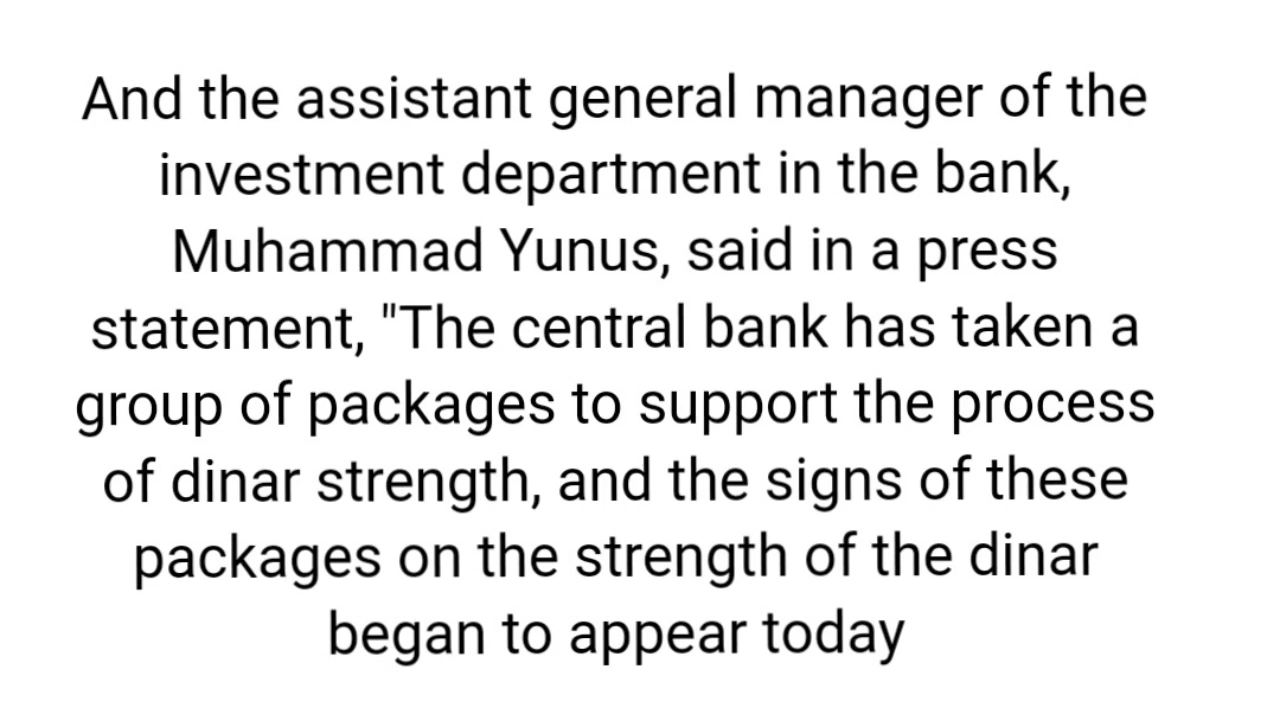 And the assistant general manager of the
investment department in the bank,
Muhammad Yunus, said in a press
statement, "The central bank has taken a
group of packages to support the process
of dinar strength, and the signs of these
packages on the strength of the dinar
began to appear today